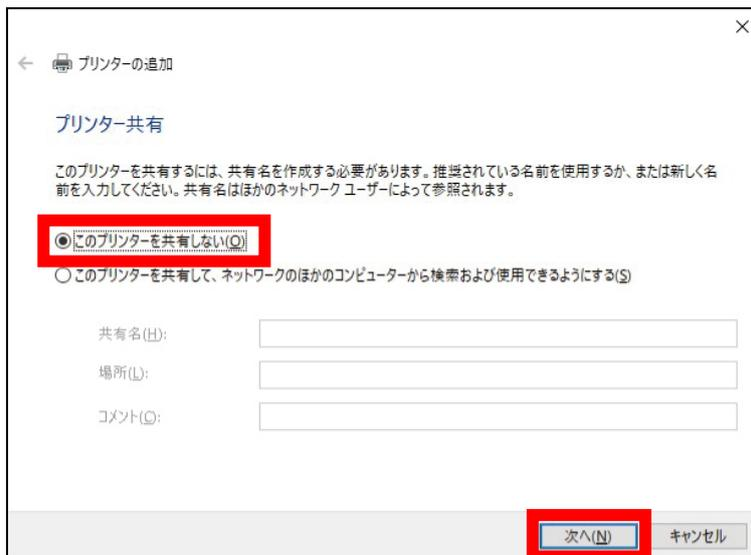 プリンターの追加
プリンター共有
このプリンターを共有するには、共有名を作成する必要があります。推奨されている名前を使用するか、または新しく名
前を入力してください。共有名はほかのネットワーク ユーザーによって参照されます。
このプリンターを共有しない(O)
このプリンターを共有して、ネットワークのほかのコンピューターから検索および使用できるようにする(S)
共有名(H):
場所(L):
コメント(C):
次へ(N) キャンセル